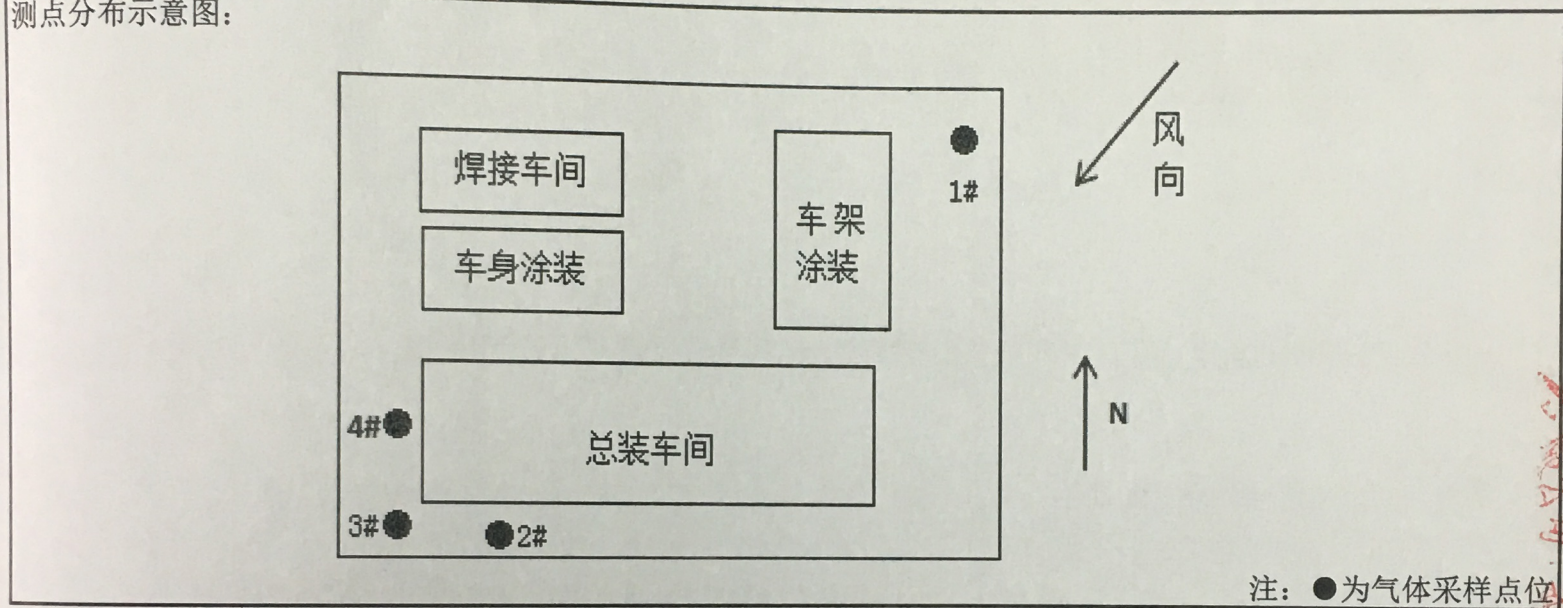 测点分布示意图：
焊接车间
车身涂装
车架
涂装
总装车间
1#
风
向
N
4#
3#
2#
注：●为气体采样点位